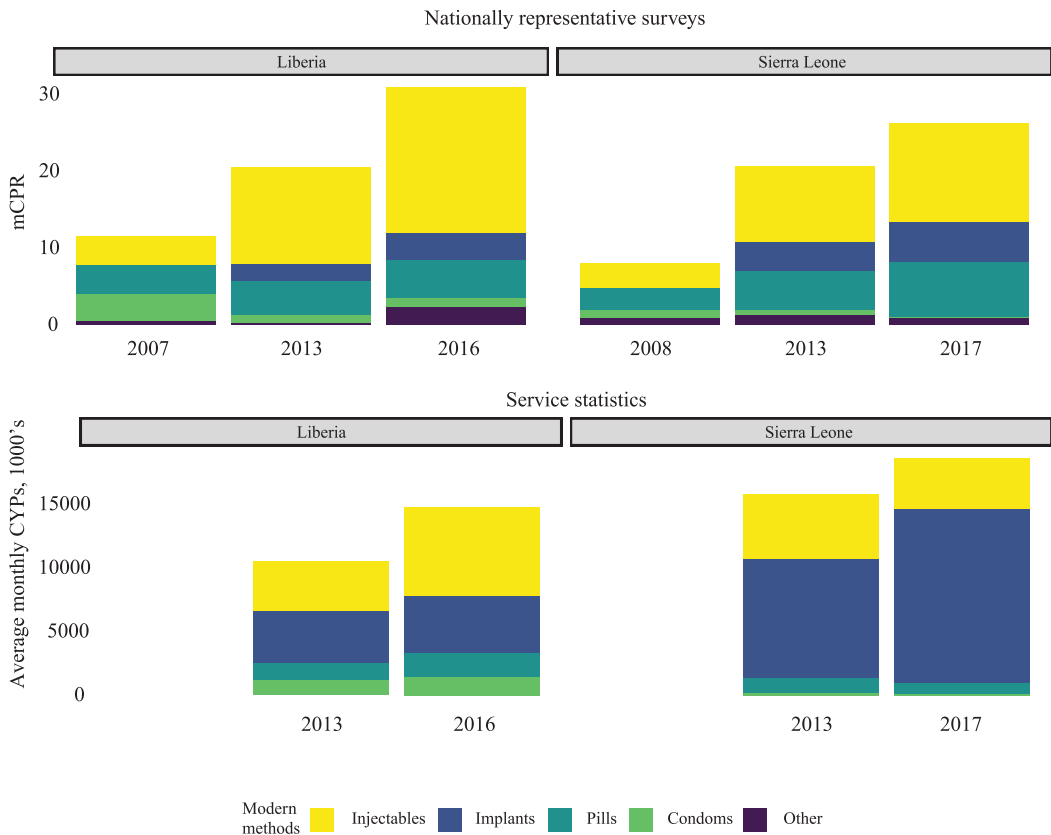 Nationally representative surveys
Liberia
Sierra Leone
mCPR
30
20
10
0
2007
2013
2016
2008
2013
2017
Service statistics
Liberia
Sierra Leone
Average monthly CYPs, 1000's
15000
10000
5000
0
2013
2016
2013
2017
Modern methods
Injectables
Implants
Pills
Condoms
Other